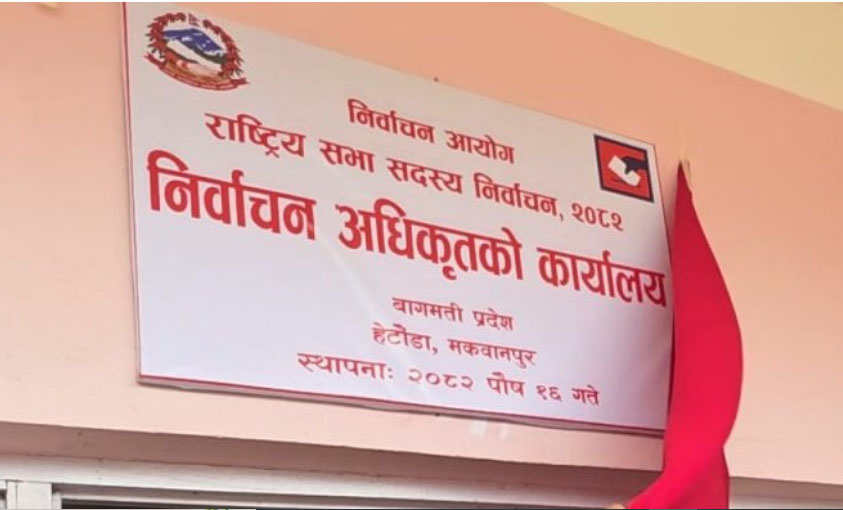 निर्वाचन आयोग
राष्ट्रिय सभा सदस्य निर्वाचन, २०८२
निर्वाचन अधिकृतको कार्यालय
बागमती प्रदेश
हेटौंडा, मकवानपुर
स्थापनाः २०८२ पौष १६ गते